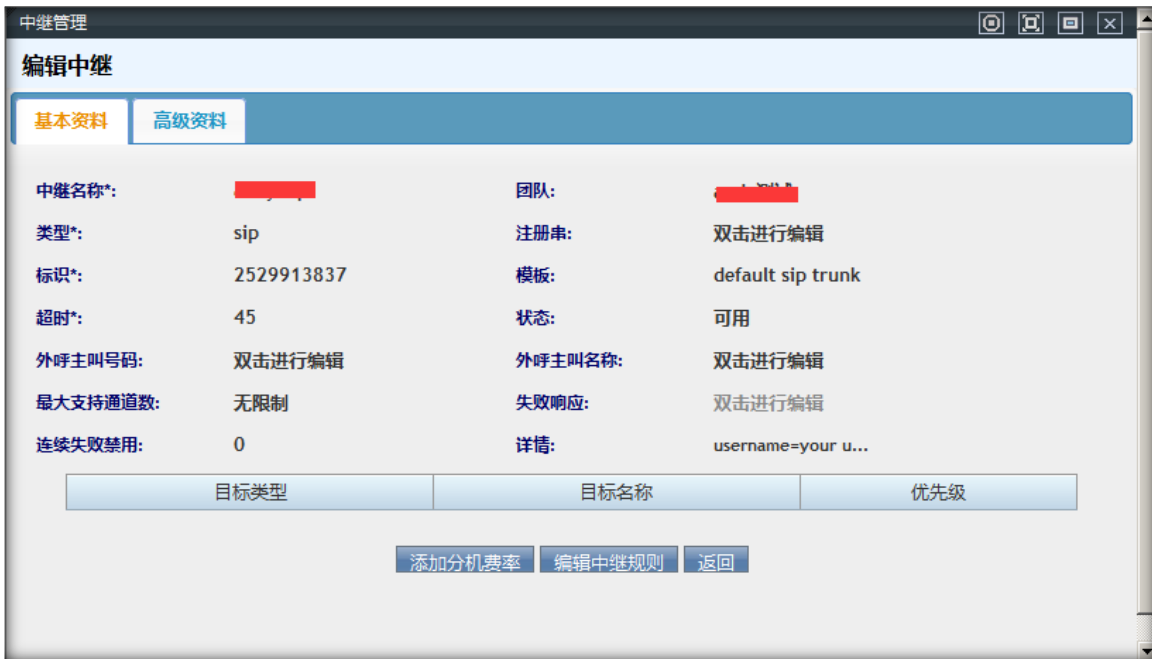 中继管理
编辑中继
基本资料 高级资料
中继名称*: 团队:
类型*: sip 注册串: 双击进行编辑
标识*: 2529913837 模板: default sip trunk
超时*: 45 状态: 可用
外呼主叫号码: 双击进行编辑 外呼主叫名称: 双击进行编辑
最大支持通道数: 无限制 失败响应: 双击进行编辑
连续失败禁用: 0 详情: username=your u...
目标类型 目标名称 优先级
添加分机费率 编辑中继规则 返回